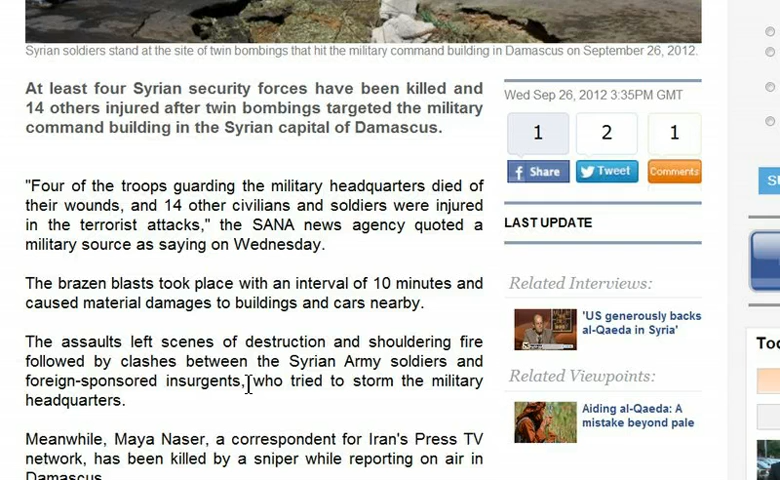 Syrian soldiers stand at the site of twin bombings that hit the military command building in Damascus on September 26, 2012.
At least four Syrian security forces have been killed and
14 others injured after twin bombings targeted the military
command building in the Syrian capital of Damascus.
"Four of the troops guarding the military headquarters died of
their wounds, and 14 other civilians and soldiers were injured
in the terrorist attacks," the SANA news agency quoted a
military source as saying on Wednesday.
The brazen blasts took place with an interval of 10 minutes and
caused material damages to buildings and cars nearby.
The assaults left scenes of destruction and shouldering fire
followed by clashes between the Syrian Army soldiers and
foreign-sponsored insurgents, who tried to storm the military
headquarters.
Meanwhile, Maya Naser, a correspondent for Iran's Press TV
network, has been killed by a sniper while reporting on air in
Damascus.
Wed Sep 26, 2012 3:35PM GMT
1 2 1
Share Tweet Comments
LAST UPDATE
Related Interviews:
'US generously backs
al-Qaeda in Syria'
Related Viewpoints:
Aiding al-Qaeda: A
mistake beyond pale